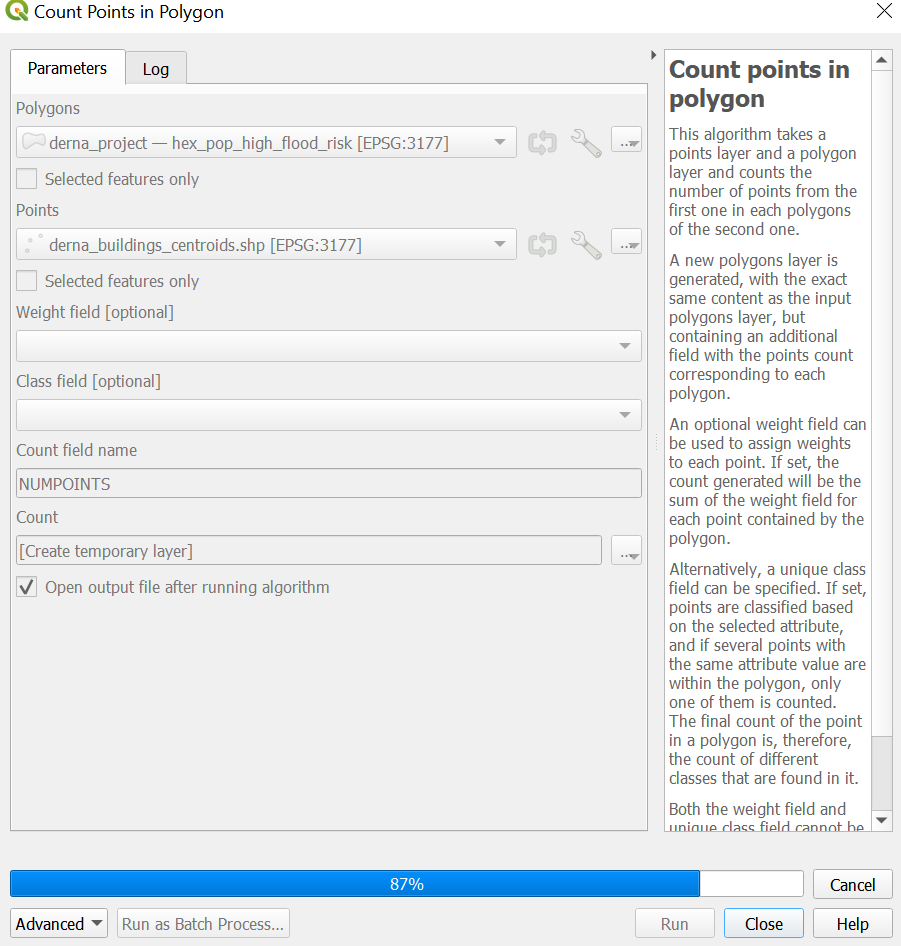 Count Points in Polygon
Parameters
Log
Polygons
derna_project — hex_pop_high_flood_risk [EPSG:3177]
...
Selected features only
Points
derna_buildings_centroids.shp [EPSG:3177]
...
Selected features only
Weight field [optional]
Class field [optional]
Count field name
NUMPOINTS
Count
[Create temporary layer]
...
Open output file after running algorithm
Count points in
polygon
This algorithm takes a
points layer and a polygon
layer and counts the
number of points from the
first one in each polygons
of the second one.
A new polygons layer is
generated, with the exact
same content as the input
polygons layer, but
containing an additional
field with the points count
corresponding to each
polygon.
An optional weight field can
be used to assign weights
to each point. If set, the
count generated will be the
sum of the weight field for
each point contained by the
polygon.
Alternatively, a unique class
field can be specified. If set,
points are classified based
on the selected attribute,
and if several points with
the same attribute value are
within the polygon, only
one of them is counted.
The final count of the point
in a polygon is, therefore,
the count of different
classes that are found in it.
Both the weight field and
unique class field cannot be
87%
Cancel
Advanced
Run as Batch Process...
Run
Close
Help